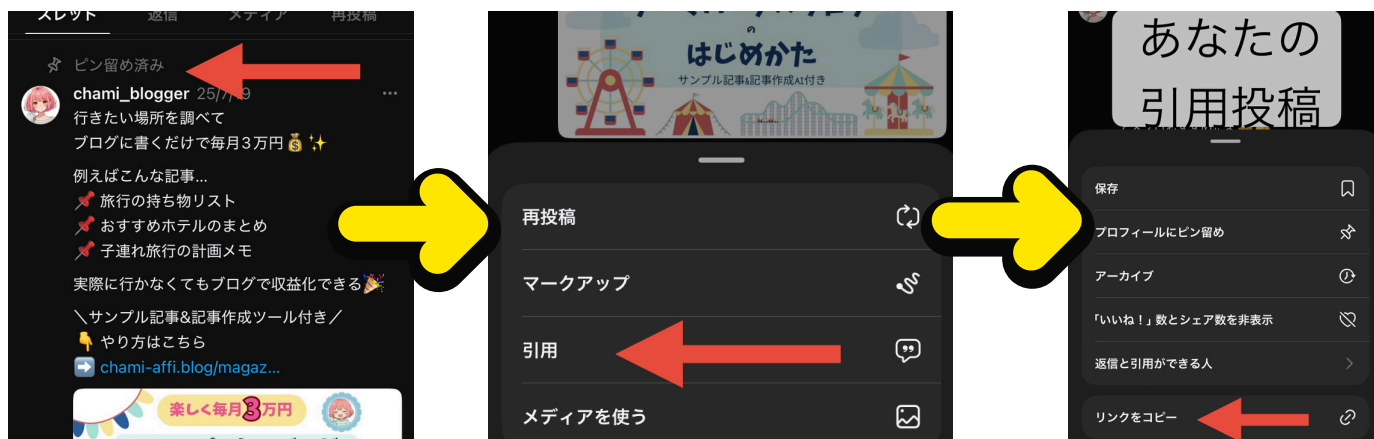 スレッド
返信
メディア
再投稿
ピン留め済み
chami_blogger 25/7/19
行きたい場所を調べて
ブログに書くだけで毎月3万円💰✨
例えばこんな記事...
📌 旅行の持ち物リスト
📌 おすすめホテルのまとめ
📌 子連れ旅行の計画メモ
実際に行かなくてもブログで収益化できる🎉
＼サンプル記事&記事作成ツール付き／
👇 やり方はこちら
➡️ chami-affi.blog/magaz...
楽しく毎月3万円
の
はじめかた
サンプル記事&記事作成AI付き
再投稿
マークアップ
引用
メディアを使う
あなたの
引用投稿
保存
プロフィールにピン留め
アーカイブ
「いいね！」数とシェア数を非表示
返信と引用ができる人
リンクをコピー